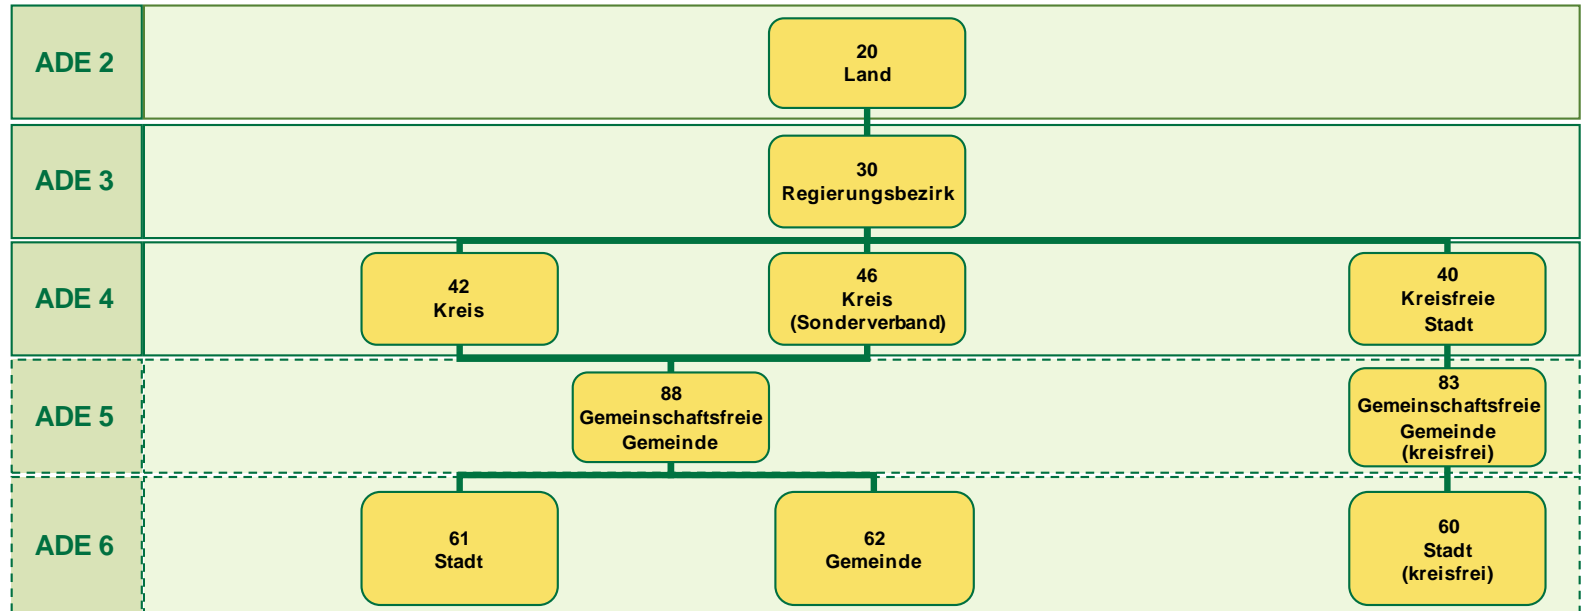 ADE 2
20
Land
ADE 3
30
Regierungsbezirk
ADE 4
42
Kreis
46
Kreis
(Sonderverband)
40
Kreisfreie
Stadt
ADE 5
88
Gemeinschaftsfreie
Gemeinde
83
Gemeinschaftsfreie
Gemeinde
(kreisfrei)
ADE 6
61
Stadt
62
Gemeinde
60
Stadt
(kreisfrei)